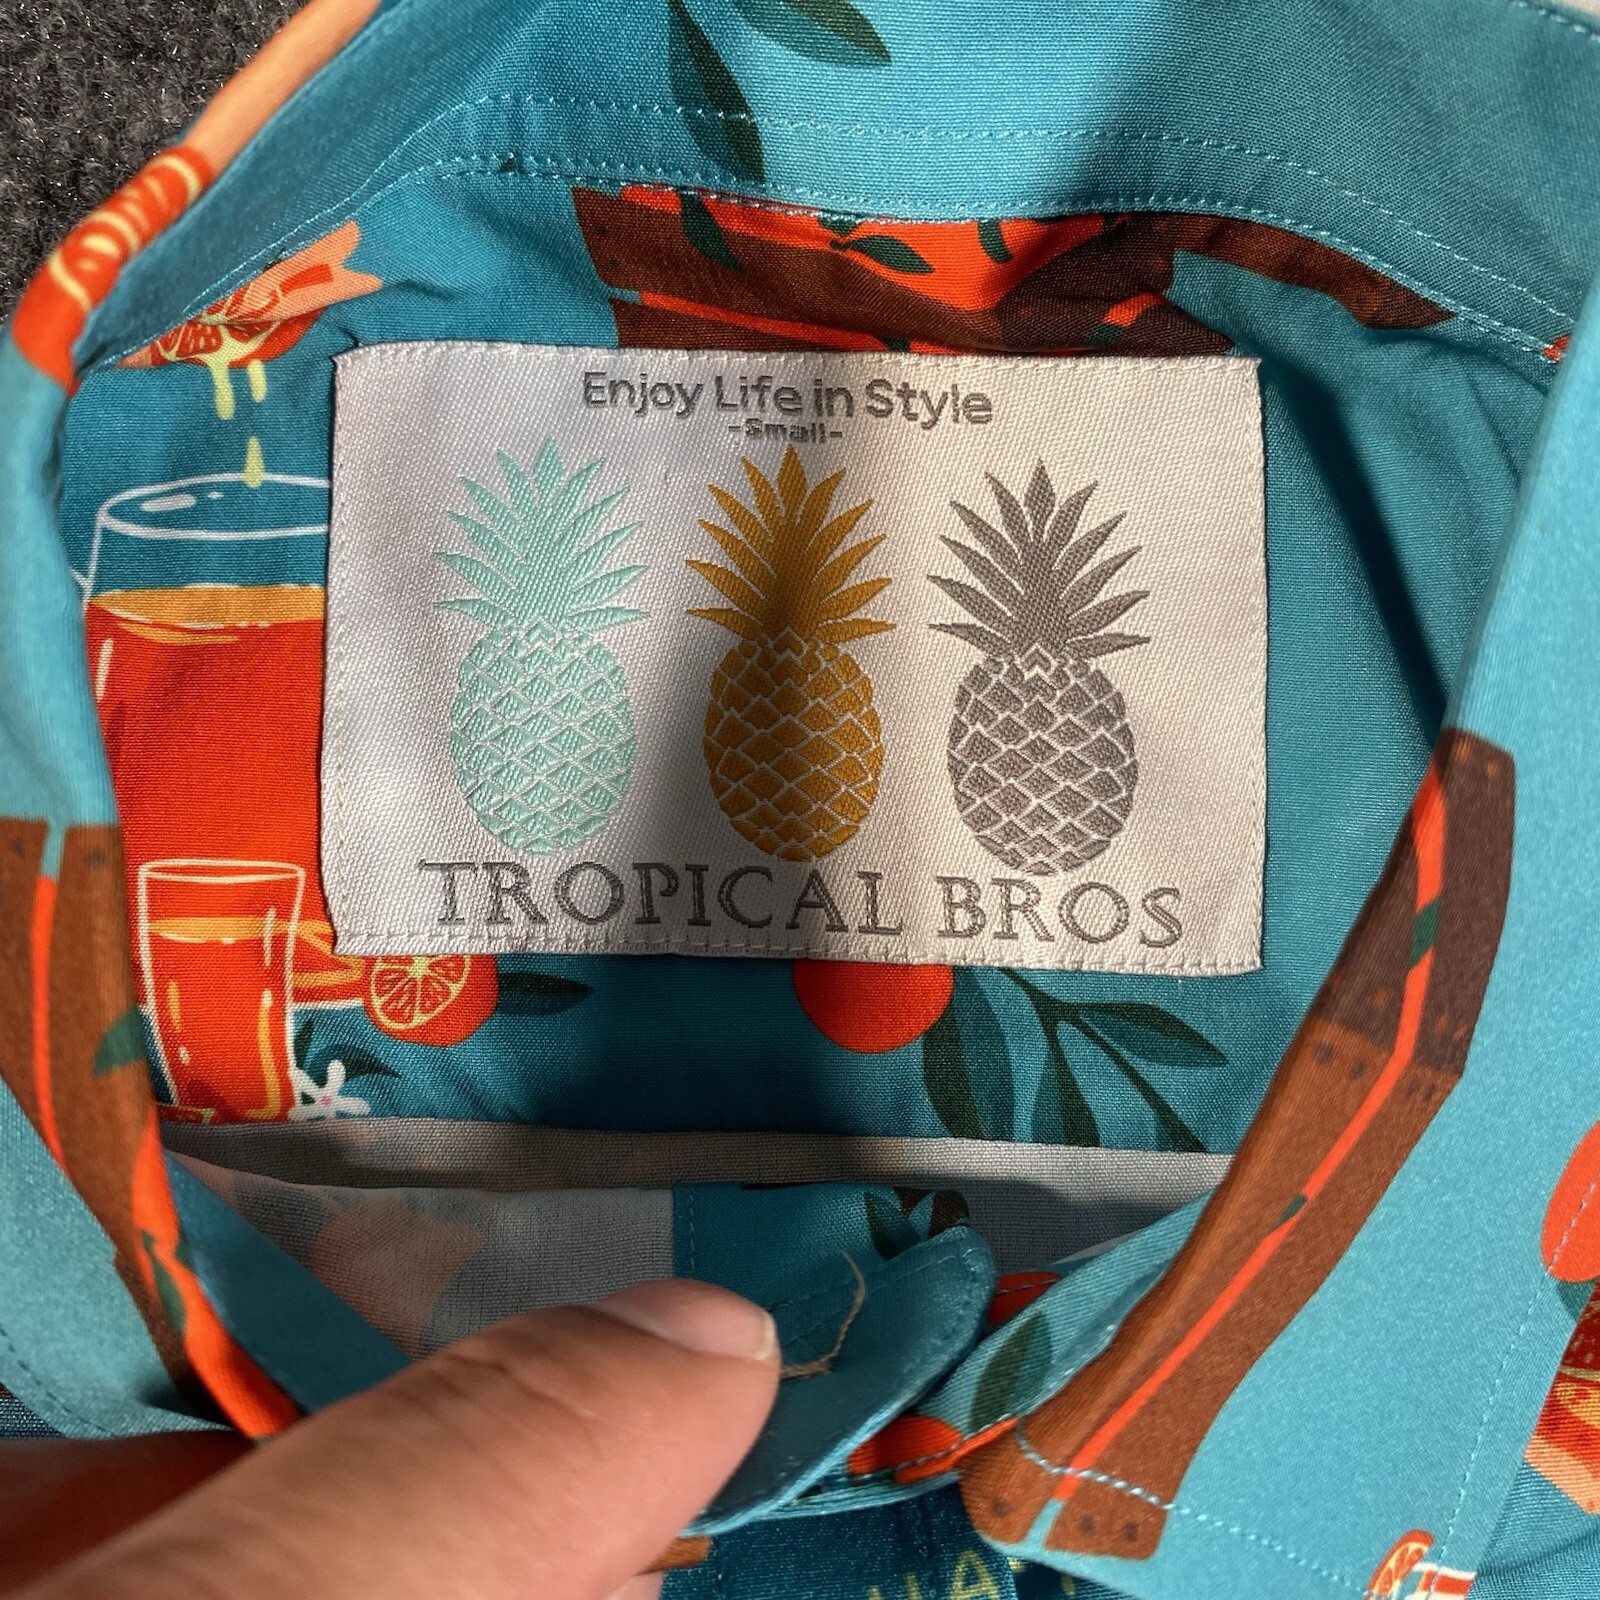 Enjoy Life in Style
-Small-
TROPICAL BROS